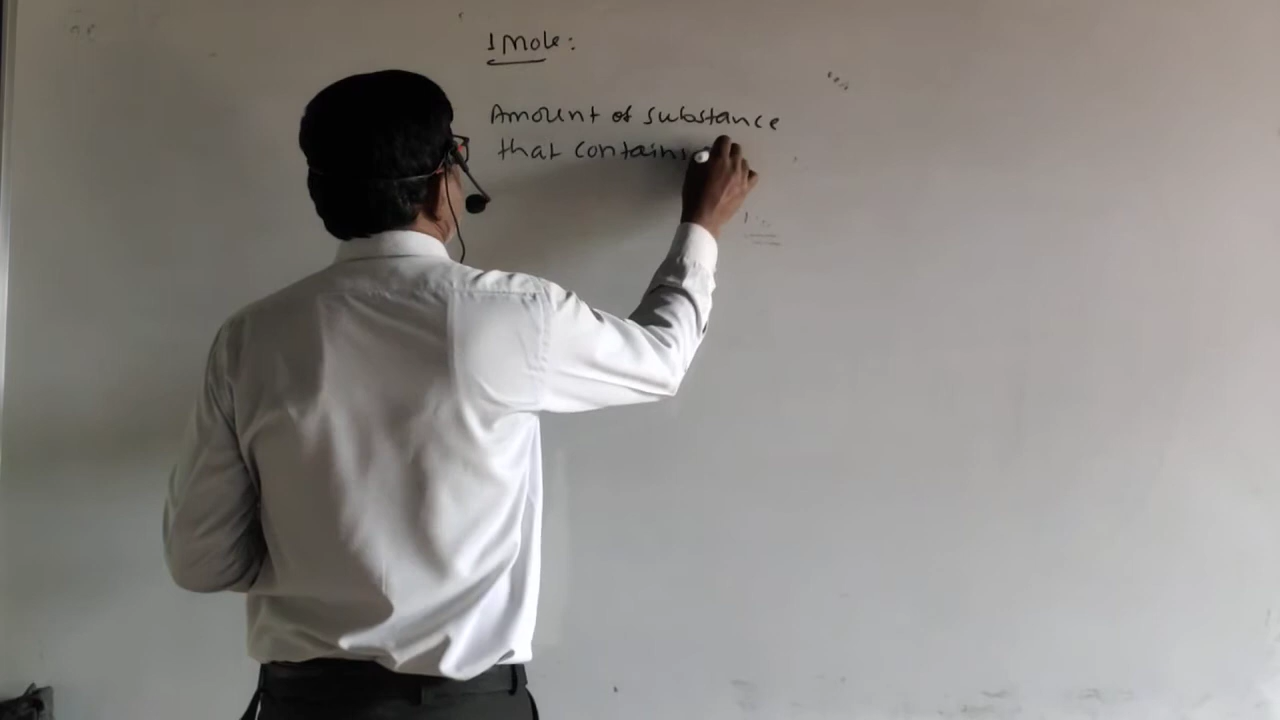 1 Mole:
Amount of substance
that contains